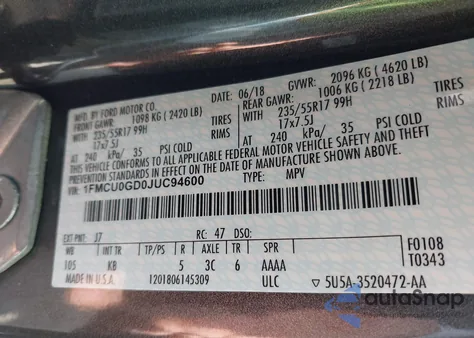 MFD. BY FORD MOTOR CO.
06/18 GVWR: 2096 KG ( 4620 LB)
FRONT GAWR: 1098 KG ( 2420 LB)
REAR GAWR: 1006 KG ( 2218 LB)
235/55R17 99H TIRES
235/55R17 99H TIRES
17x7.5J RIMS
17x7.5J RIMS
AT 240 kPa/ 35 PSI COLD
AT 240 kPa/ 35 PSI COLD
THIS VEHICLE CONFORMS TO ALL APPLICABLE FEDERAL MOTOR VEHICLE SAFETY AND THEFT
PREVENTION STANDARDS IN EFFECT ON THE DATE OF MANUFACTURE SHOWN ABOVE.
VIN: 1FMCU0GD0JUC94600
TYPE: MPV
EXT PNT: J7 RC: 47 DSO:
WB INT TR TP/PS R AXLE TR SPR
105 KB 5 3C 6 AAAA
F0108
T0343
MADE IN U.S.A. 1201806145309 ULC
5U5A-3520472-AA
autoSnap